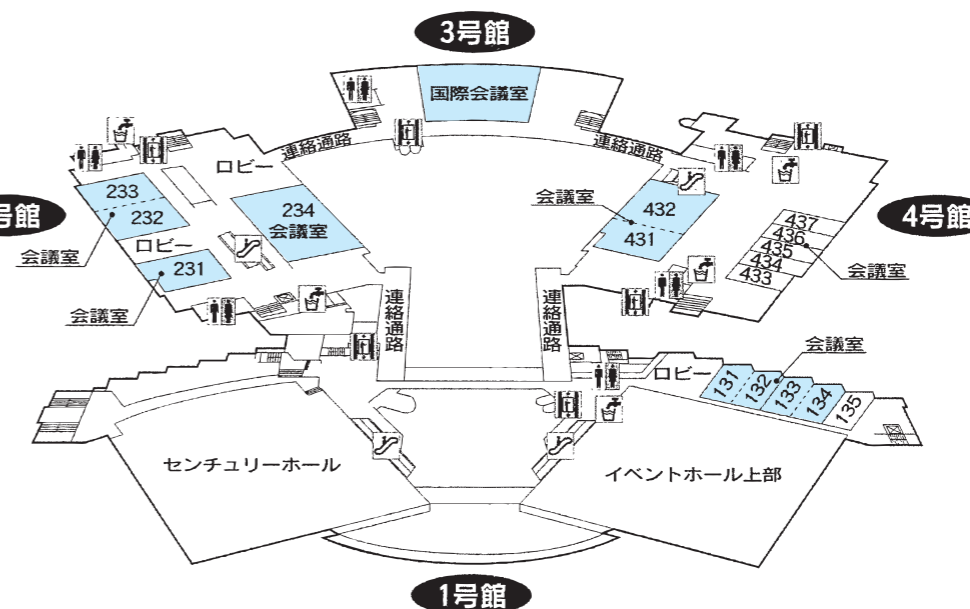 3号館
国際会議室
連絡通路
連絡通路
ロビー
233
232
会議室
ロビー
234
会議室
231
会議室
号館
会議室
432
431
437
436
435
434
433
会議室
4号館
連絡通路
連絡通路
会議室
ロビー
131
132
133
134
135
センチュリーホール
イベントホール上部
1号館